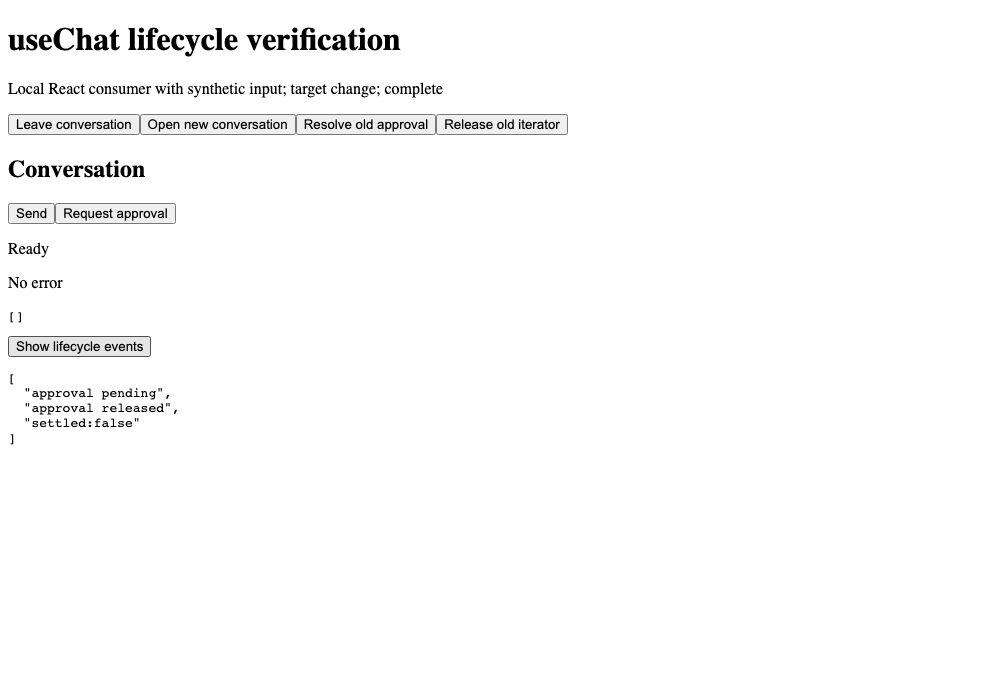 useChat lifecycle verification
Local React consumer with synthetic input; target change; complete
Leave conversation Open new conversation Resolve old approval Release old iterator
Conversation
Send Request approval
Ready
No error
[]
Show lifecycle events
[
  "approval pending",
  "approval released",
  "settled:false"
]